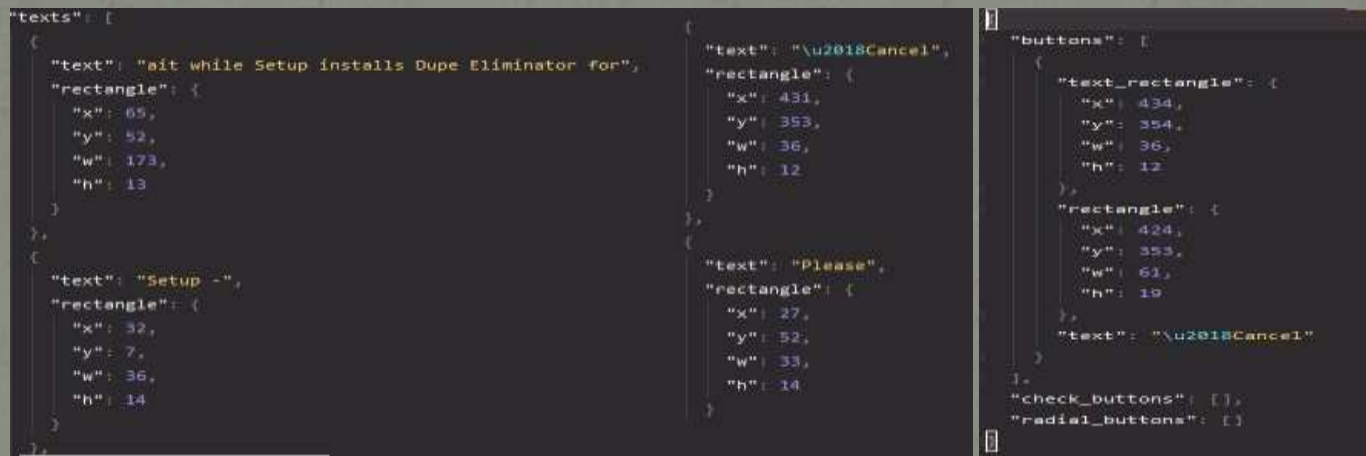 "texts": [
{
"text": "ait while Setup installs Dupe Eliminator for",
"rectangle": {
"x": 65,
"y": 52,
"w": 173,
"h": 13
}
},
{
"text": "Setup -",
"rectangle": {
"x": 32,
"y": 7,
"w": 36,
"h": 14
}
},
{
"text": "\u2018Cancel",
"rectangle": {
"x": 431,
"y": 353,
"w": 36,
"h": 12
}
},
{
"text": "Please",
"rectangle": {
"x": 27,
"y": 52,
"w": 33,
"h": 14
}
{
"buttons": [
{
"text_rectangle": {
"x": 434,
"y": 354,
"w": 36,
"h": 12
},
"rectangle": {
"x": 424,
"y": 353,
"w": 61,
"h": 19
},
"text": "\u2018Cancel"
}
],
"check_buttons": [],
"radial_buttons": []
}